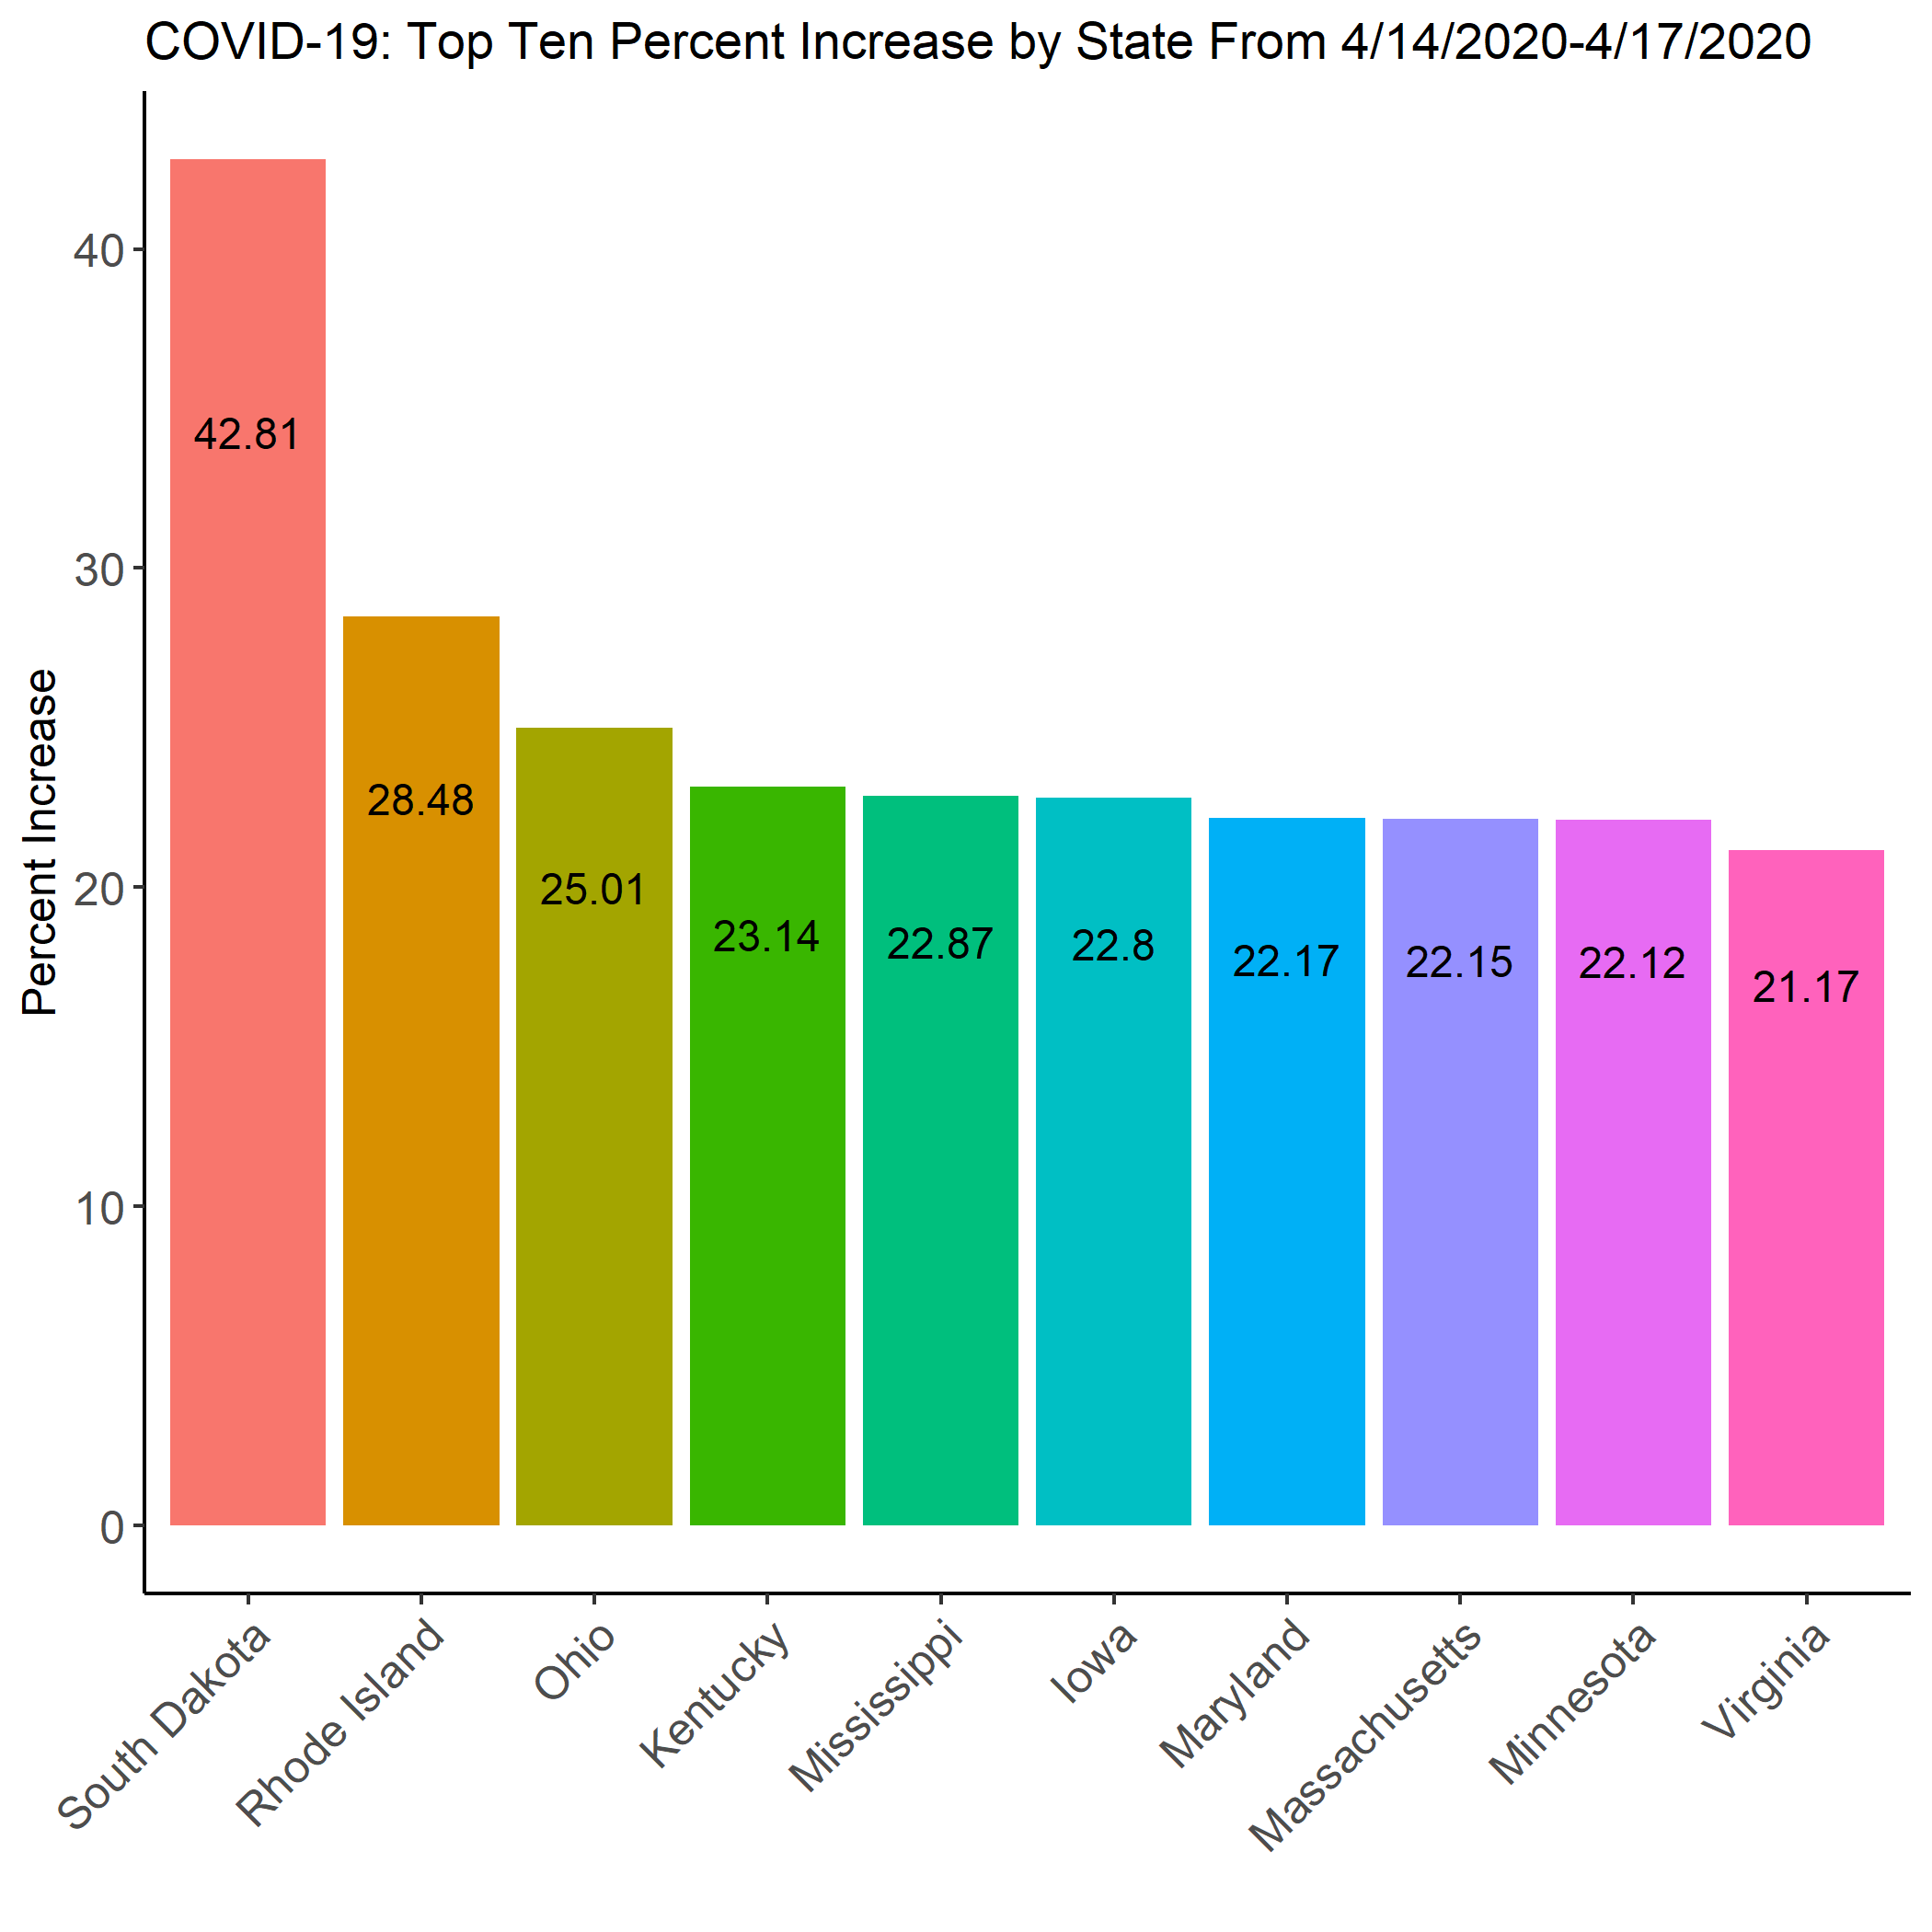 COVID-19: Top Ten Percent Increase by State From 4/14/2020-4/17/2020
Percent Increase
40
30
20
10
0
42.81
28.48
25.01
23.14
22.87
22.8
22.17
22.15
22.12
21.17
South Dakota
Rhode Island
Ohio
Kentucky
Mississippi
Iowa
Maryland
Massachusetts
Minnesota
Virginia